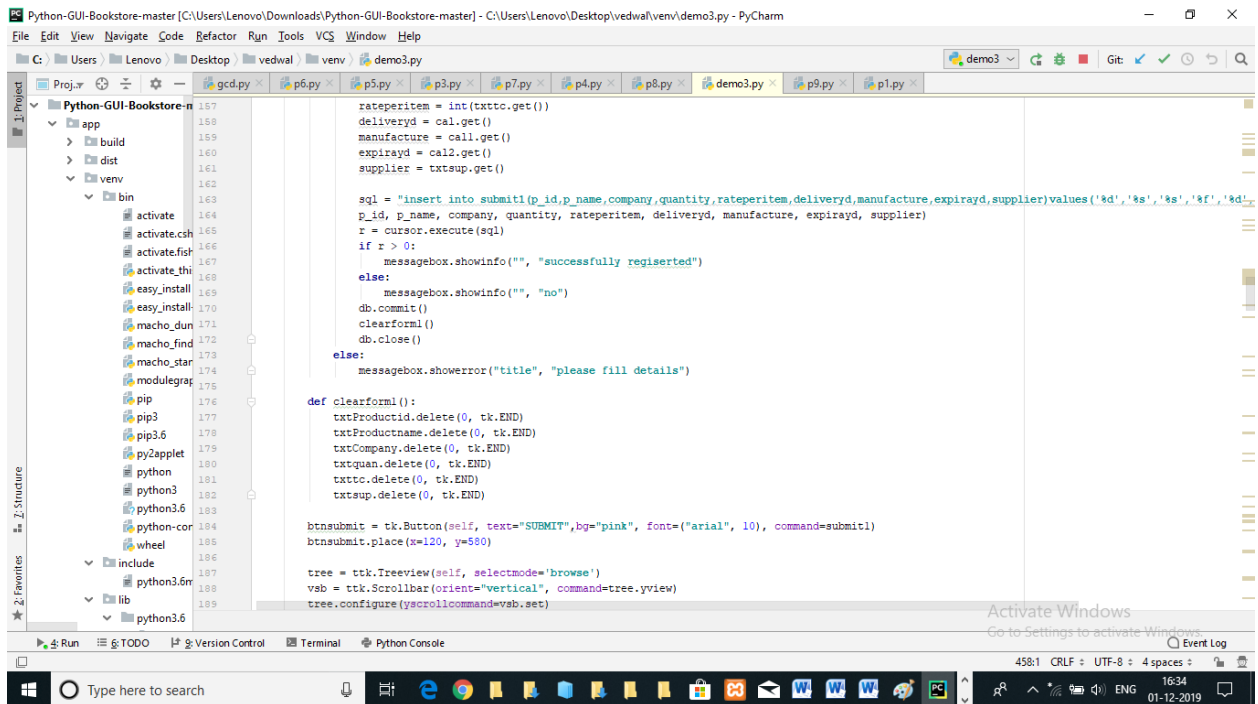 Python-GUI-Bookstore-master [C:\Users\Lenovo\Downloads\Python-GUI-Bookstore-master] - C:\Users\Lenovo\Desktop\vedwal\venv\demo3.py - PyCharm
File Edit View Navigate Code Refactor Run Tools VCS Window Help
C: Users Lenovo Desktop vedwal venv demo3.py
demo3 Git:
1: Project
Proj..
gcd.py p6.py p5.py p3.py p7.py p4.py p8.py demo3.py p9.py p1.py
Python-GUI-Bookstore-n
app
build
dist
venv
bin
activate
activate.csh
activate.fish
activate_thi
easy_install
easy_install-
macho_dun
macho_find
macho_star
modulegrap
pip
pip3
pip3.6
py2applet
python
python3
python3.6
python-cor
wheel
include
python3.6m
lib
python3.6
157 rateperitem = int(txttc.get())
158 deliveryd = cal.get()
159 manufacture = cal1.get()
160 expirayd = cal2.get()
161 supplier = txtsup.get()
162
163 sql = "insert into submit1(p_id,p_name,company,quantity,rateperitem,deliveryd,manufacture,expirayd,supplier)values('%d','%s','%s','%f','%d',
164 p_id, p_name, company, quantity, rateperitem, deliveryd, manufacture, expirayd, supplier)
165 r = cursor.execute(sql)
166 if r > 0:
167 messagebox.showinfo("", "successfully regiserted")
168 else:
169 messagebox.showinfo("", "no")
170 db.commit()
171 clearform1()
172 db.close()
173 else:
174 messagebox.showerror("title", "please fill details")
175
176 def clearform1():
177 txtProductid.delete(0, tk.END)
178 txtProductname.delete(0, tk.END)
179 txtCompany.delete(0, tk.END)
180 txtquan.delete(0, tk.END)
181 txttc.delete(0, tk.END)
182 txtsup.delete(0, tk.END)
183
184 btnsubmit = tk.Button(self, text="SUBMIT",bg="pink", font=("arial", 10), command=submit1)
185 btnsubmit.place(x=120, y=580)
186
187 tree = ttk.Treeview(self, selectmode='browse')
188 vsb = ttk.Scrollbar(orient="vertical", command=tree.yview)
189 tree.configure(yscrollcommand=vsb.set)
7: Structure
2: Favorites
Activate Windows
Go to Settings to activate Windows.
4: Run 6: TODO 9: Version Control Terminal Python Console Event Log
458:1 CRLF UTF-8 4 spaces
Type here to search
ENG
16:34
01-12-2019